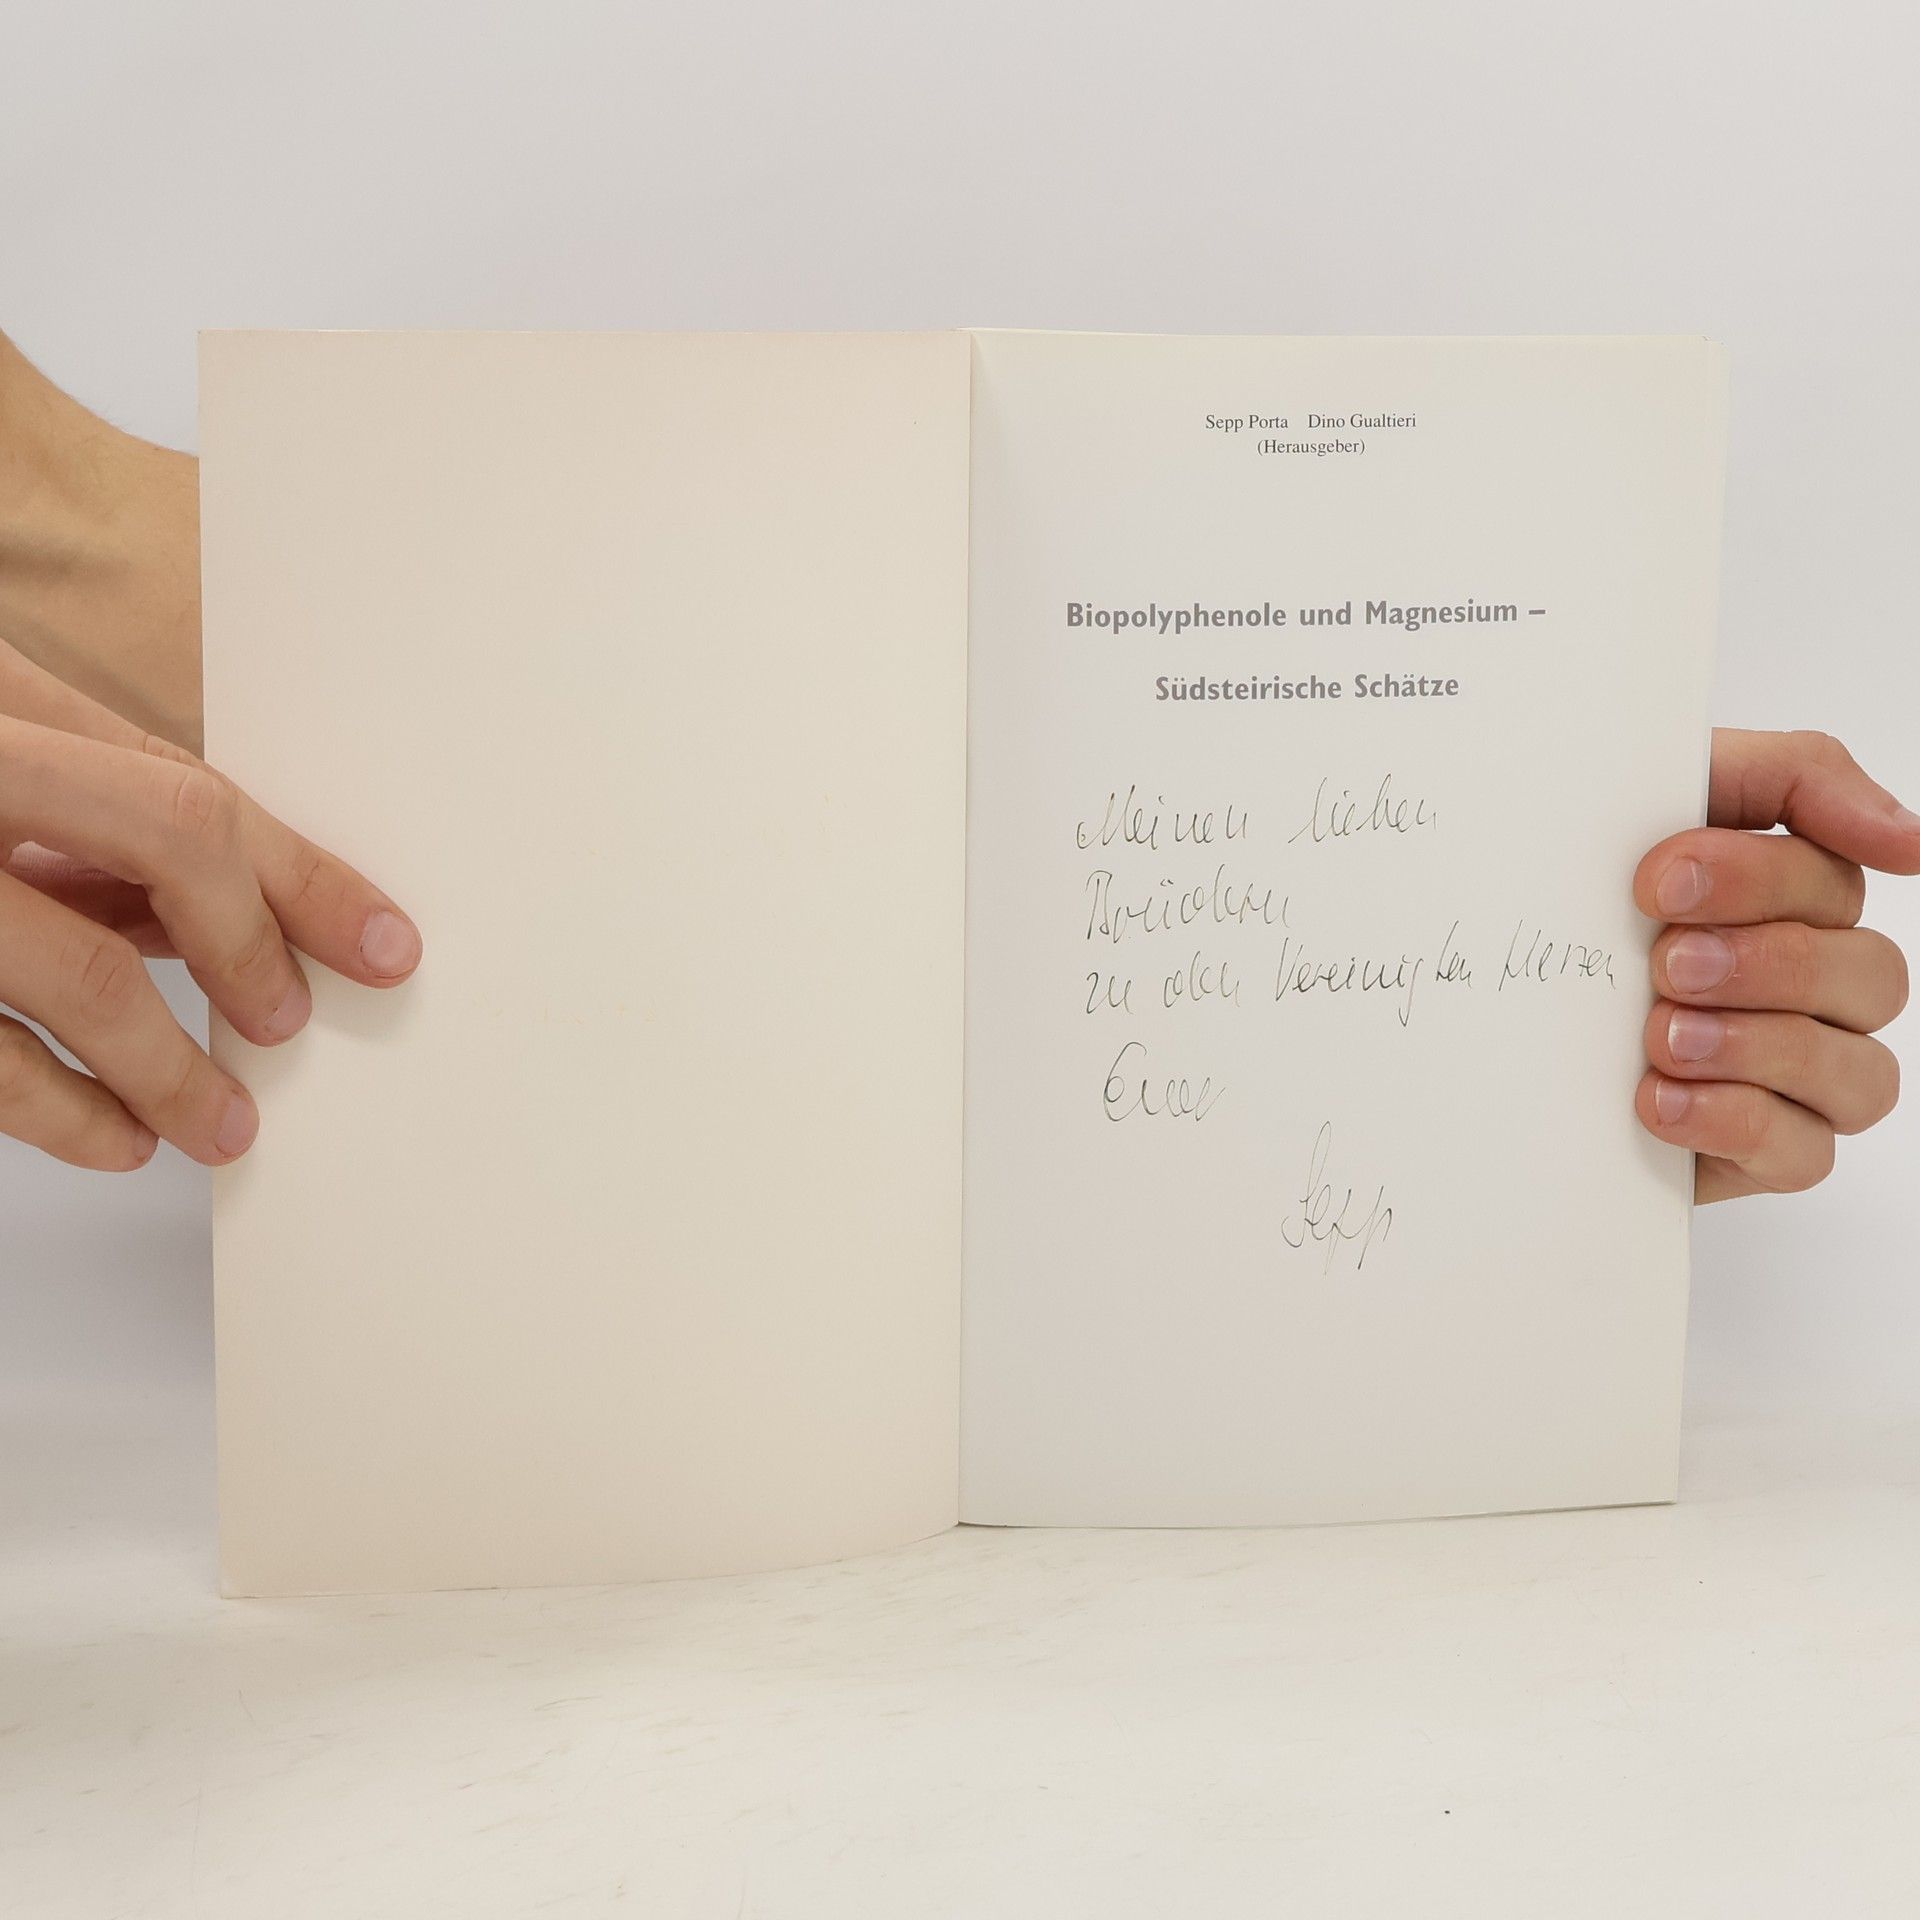 Sepp Porta Dino Gualtieri
(Herausgeber)
Biopolyphenole und Magnesium –
Südsteirische Schätze
Meinen lieben
Brüdern
zu den Vereinigten Herzen
Euer
Sepp